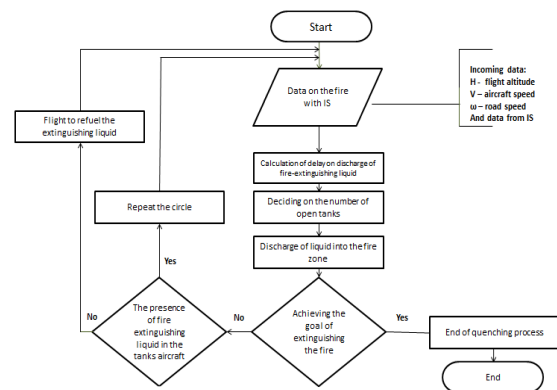 Start
Data on the fire
with IS
Incoming data:
H - flight altitude
V – aircraft speed
ω – road speed
And data from IS
Flight to refuel the
extinguishing liquid
Calculation of delay on discharge of
fire-extinguishing liquid
Deciding on the number of
open tanks
Repeat the circle
Discharge of liquid into the fire
zone
Yes
The presence
of fire
extinguishing
liquid in the
tanks aircraft
No
No
Achieving the
goal of
extinguishing
the fire
Yes
End of quenching process
End